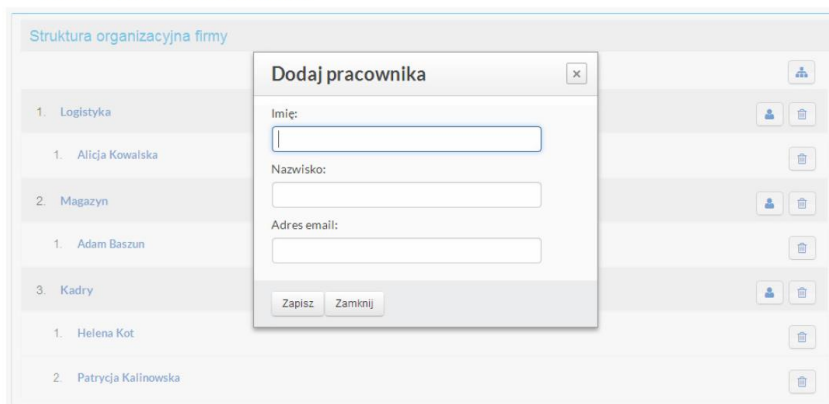 Struktura organizacyjna firmy
Dodaj pracownika
Imię:
Nazwisko:
Adres email:
Zapisz Zamknij
1. Logistyka
1. Alicja Kowalska
2. Magazyn
1. Adam Baszun
3. Kadry
1. Helena Kot
2. Patrycja Kalinowska